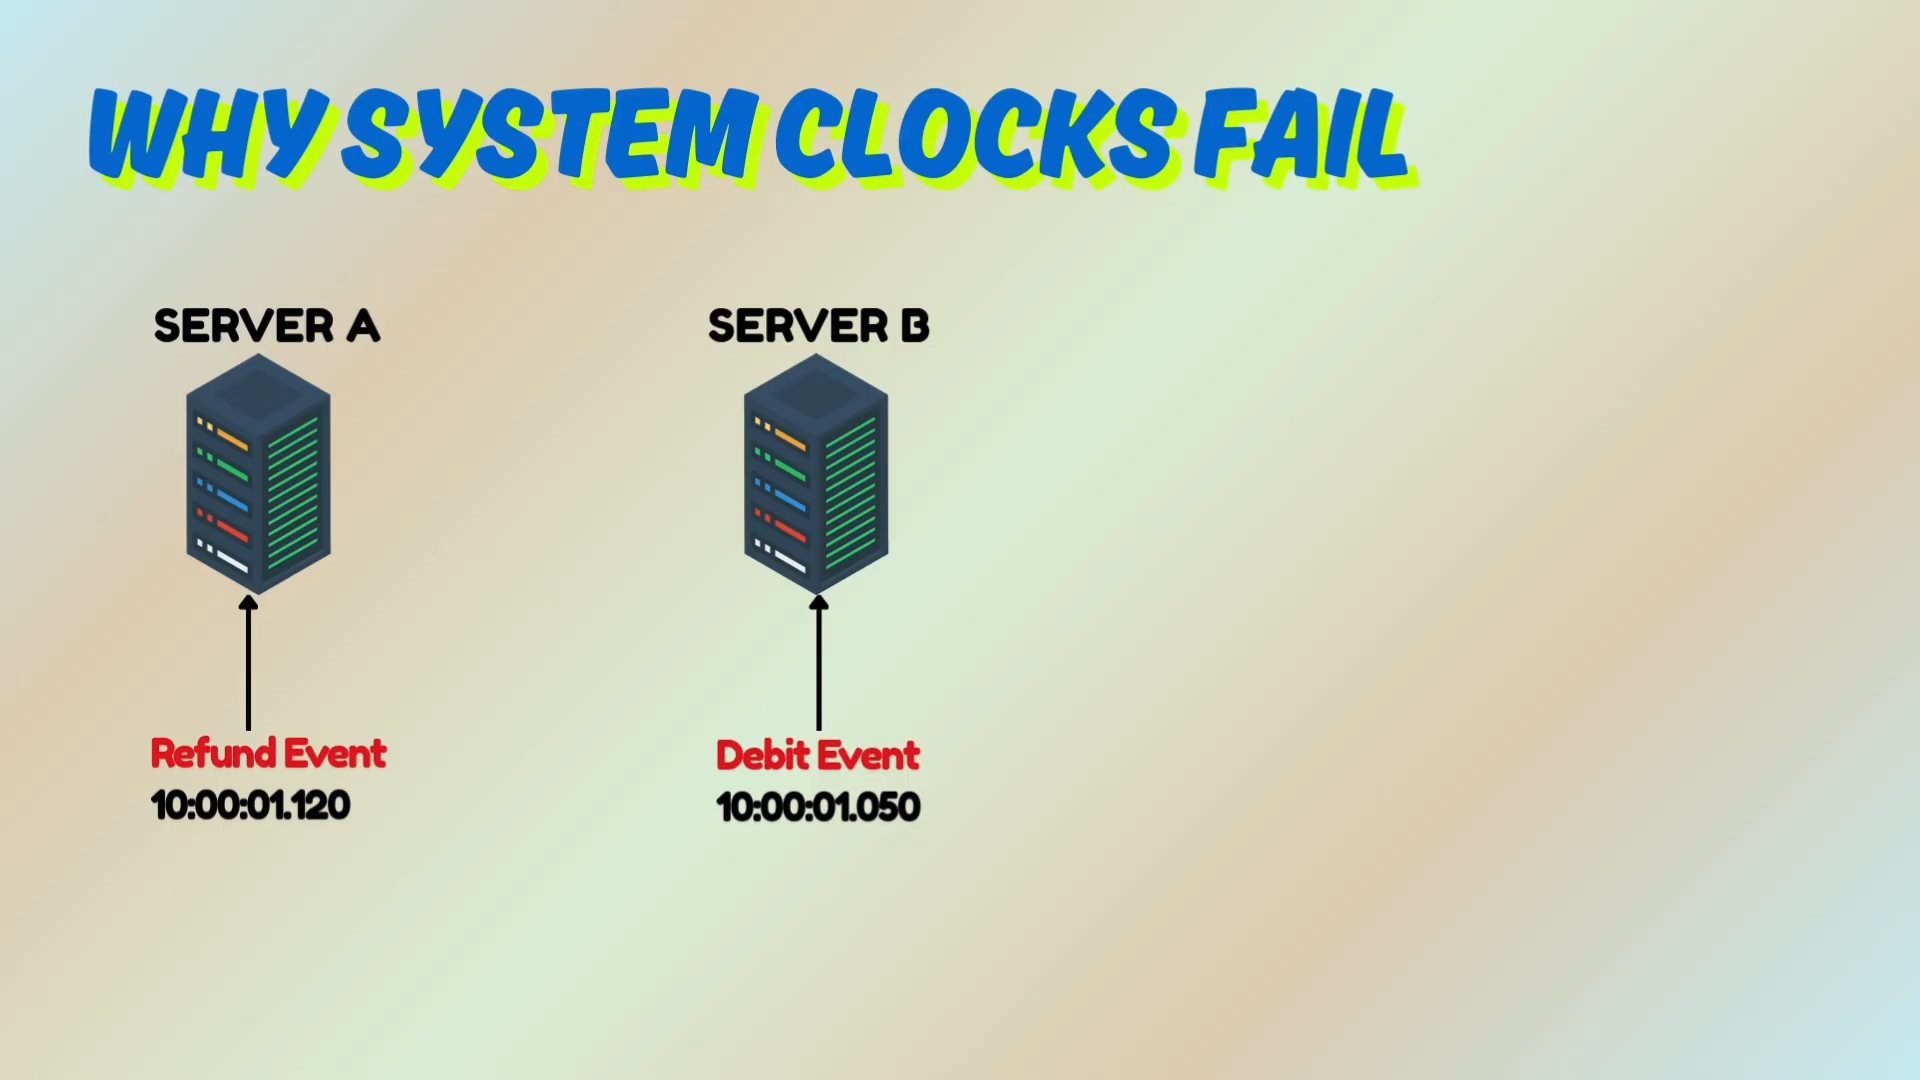 WHY SYSTEM CLOCKS FAIL
SERVER A
SERVER B
Refund Event
10:00:01.120
Debit Event
10:00:01.050